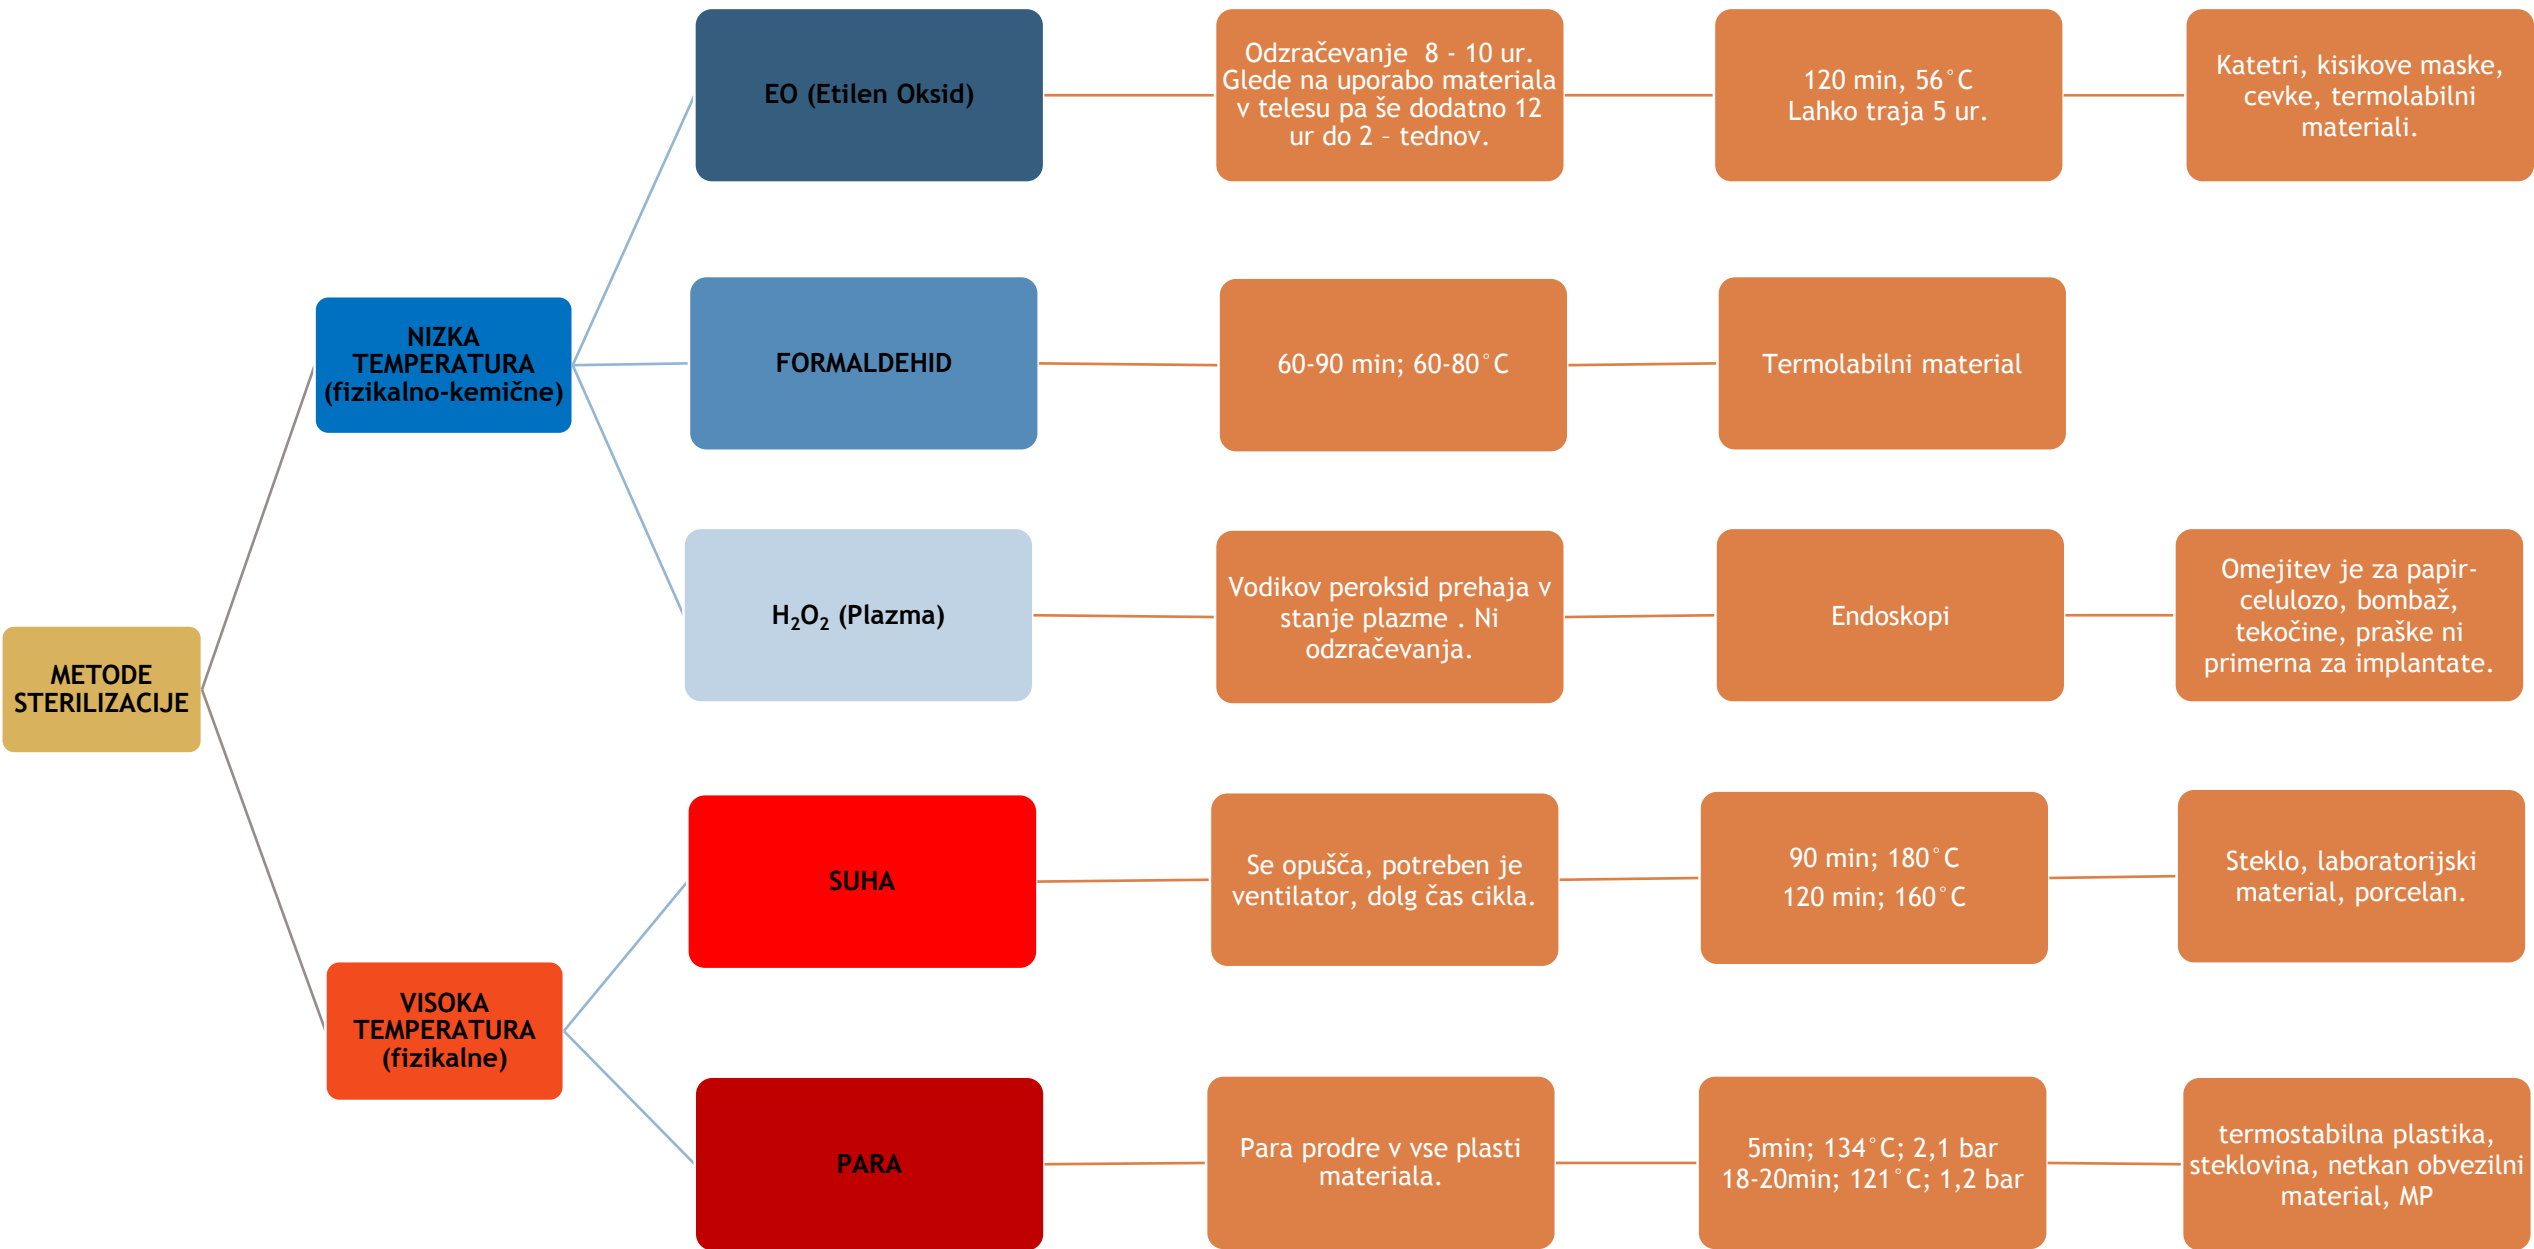 METODE
STERILIZACIJE
NIZKA
TEMPERATURA
(fizikalno-kemične)
EO (Etilen Oksid)
Odzračevanje 8 - 10 ur.
Glede na uporabo materiala
v telesu pa še dodatno 12
ur do 2 – tednov.
120 min, 56°C
Lahko traja 5 ur.
Katetri, kisikove maske,
cevke, termolabilni
materiali.
FORMALDEHID
60-90 min; 60-80°C
Termolabilni material
H₂O₂ (Plazma)
Vodikov peroksid prehaja v
stanje plazme . Ni
odzračevanja.
Endoskopi
Omejitev je za papir-
celulozo, bombaž,
tekočine, praške ni
primerna za implantate.
VISOKA
TEMPERATURA
(fizikalne)
SUHA
Se opušča, potreben je
ventilator, dolg čas cikla.
90 min; 180°C
120 min; 160°C
Steklo, laboratorijski
material, porcelan.
PARA
Para prodre v vse plasti
materiala.
5min; 134°C; 2,1 bar
18-20min; 121°C; 1,2 bar
termostabilna plastika,
steklovina, netkan obvezilni
material, MP